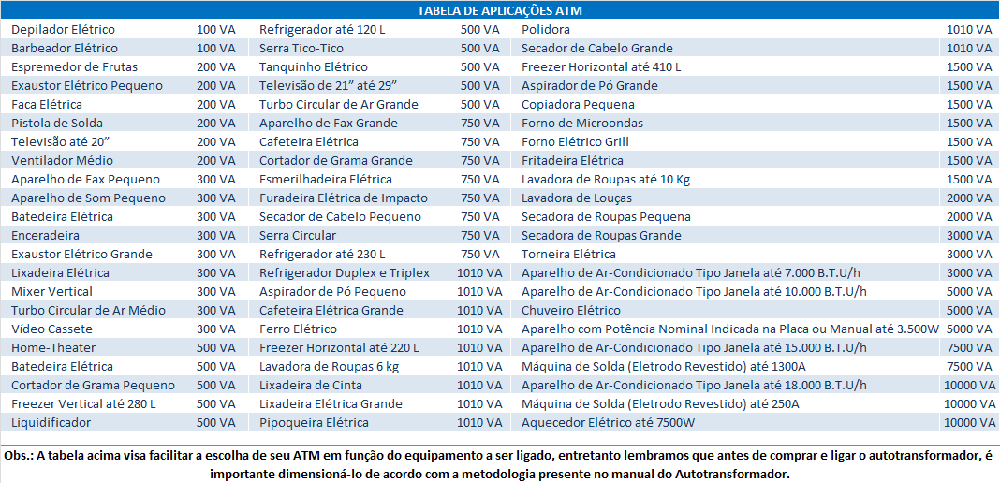 TABELA DE APLICAÇÕES ATM
Depilador Elétrico 100 VA Refrigerador até 120 L 500 VA Polidora 1010 VA
Barbeador Elétrico 100 VA Serra Tico-Tico 500 VA Secador de Cabelo Grande 1010 VA
Espremedor de Frutas 200 VA Tanquinho Elétrico 500 VA Freezer Horizontal até 410 L 1500 VA
Exaustor Elétrico Pequeno 200 VA Televisão de 21” até 29” 500 VA Aspirador de Pó Grande 1500 VA
Faca Elétrica 200 VA Turbo Circular de Ar Grande 500 VA Copiadora Pequena 1500 VA
Pistola de Solda 200 VA Aparelho de Fax Grande 750 VA Forno de Microondas 1500 VA
Televisão até 20” 200 VA Cafeteira Elétrica 750 VA Forno Elétrico Grill 1500 VA
Ventilador Médio 200 VA Cortador de Grama Grande 750 VA Fritadeira Elétrica 1500 VA
Aparelho de Fax Pequeno 300 VA Esmerilhadeira Elétrica 750 VA Lavadora de Roupas até 10 Kg 1500 VA
Aparelho de Som Pequeno 300 VA Furadeira Elétrica de Impacto 750 VA Lavadora de Louças 2000 VA
Batedeira Elétrica 300 VA Secador de Cabelo Pequeno 750 VA Secadora de Roupas Pequena 2000 VA
Enceradeira 300 VA Serra Circular 750 VA Secadora de Roupas Grande 3000 VA
Exaustor Elétrico Grande 300 VA Refrigerador até 230 L 750 VA Torneira Elétrica 3000 VA
Lixadeira Elétrica 300 VA Refrigerador Duplex e Triplex 1010 VA Aparelho de Ar-Condicionado Tipo Janela até 7.000 B.T.U/h 3000 VA
Mixer Vertical 300 VA Aspirador de Pó Pequeno 1010 VA Aparelho de Ar-Condicionado Tipo Janela até 10.000 B.T.U/h 5000 VA
Turbo Circular de Ar Médio 300 VA Cafeteira Elétrica Grande 1010 VA Chuveiro Elétrico 5000 VA
Vídeo Cassete 300 VA Ferro Elétrico 1010 VA Aparelho com Potência Nominal Indicada na Placa ou Manual até 3.500W 5000 VA
Home-Theater 500 VA Freezer Horizontal até 220 L 1010 VA Aparelho de Ar-Condicionado Tipo Janela até 15.000 B.T.U/h 7500 VA
Batedeira Elétrica 500 VA Lavadora de Roupas 6 kg 1010 VA Máquina de Solda (Eletrodo Revestido) até 1300A 7500 VA
Cortador de Grama Pequeno 500 VA Lixadeira de Cinta 1010 VA Aparelho de Ar-Condicionado Tipo Janela até 18.000 B.T.U/h 10000 VA
Freezer Vertical até 280 L 500 VA Lixadeira Elétrica Grande 1010 VA Máquina de Solda (Eletrodo Revestido) até 250A 10000 VA
Liquidificador 500 VA Pipoqueira Elétrica 1010 VA Aquecedor Elétrico até 7500W 10000 VA
Obs.: A tabela acima visa facilitar a escolha de seu ATM em função do equipamento a ser ligado, entretanto lembramos que antes de comprar e ligar o autotransformador, é
importante dimensioná-lo de acordo com a metodologia presente no manual do Autotransformador.